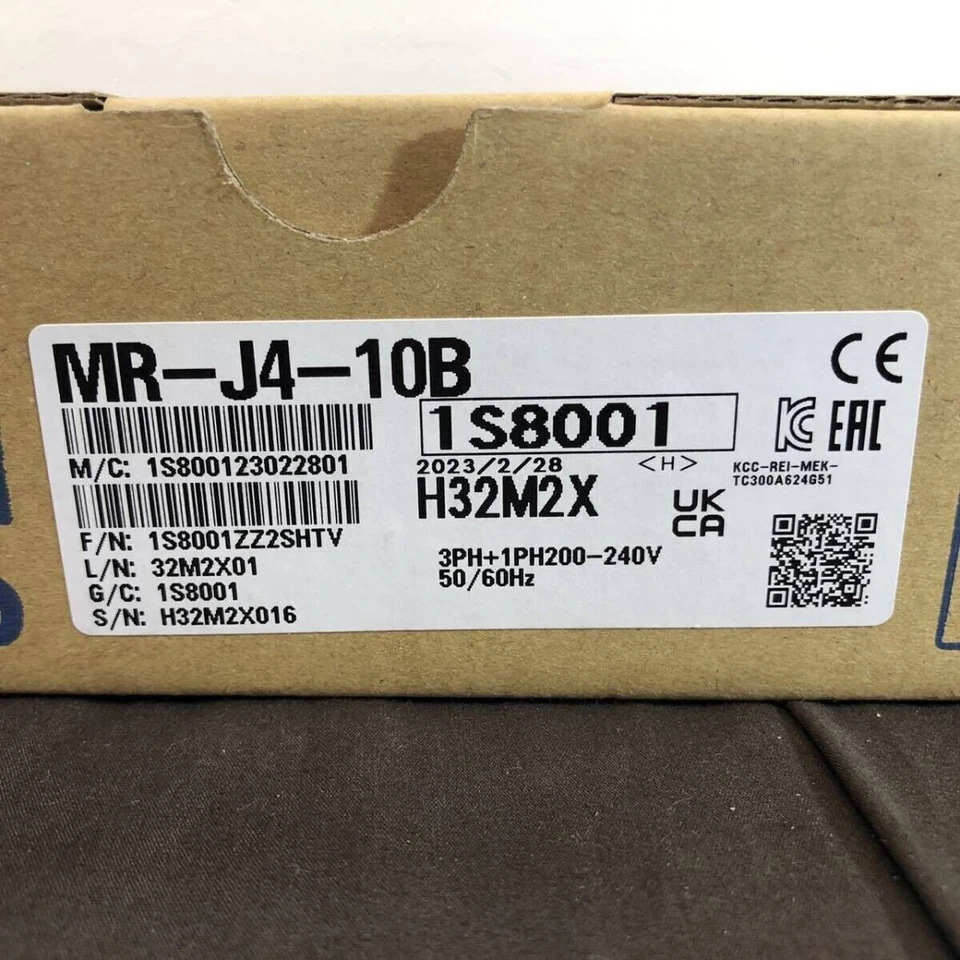 MR-J4-10B
1S8001
M/C: 1S800123022801
2023/2/28 <H>
H32M2X
F/N: 1S8001ZZ2SHTV
L/N: 32M2X01
G/C: 1S8001
S/N: H32M2X016
3PH+1PH200-240V
50/60Hz
CE
KC EAC
KCC-REI-MEK-
TC300A624G51
UK
CA